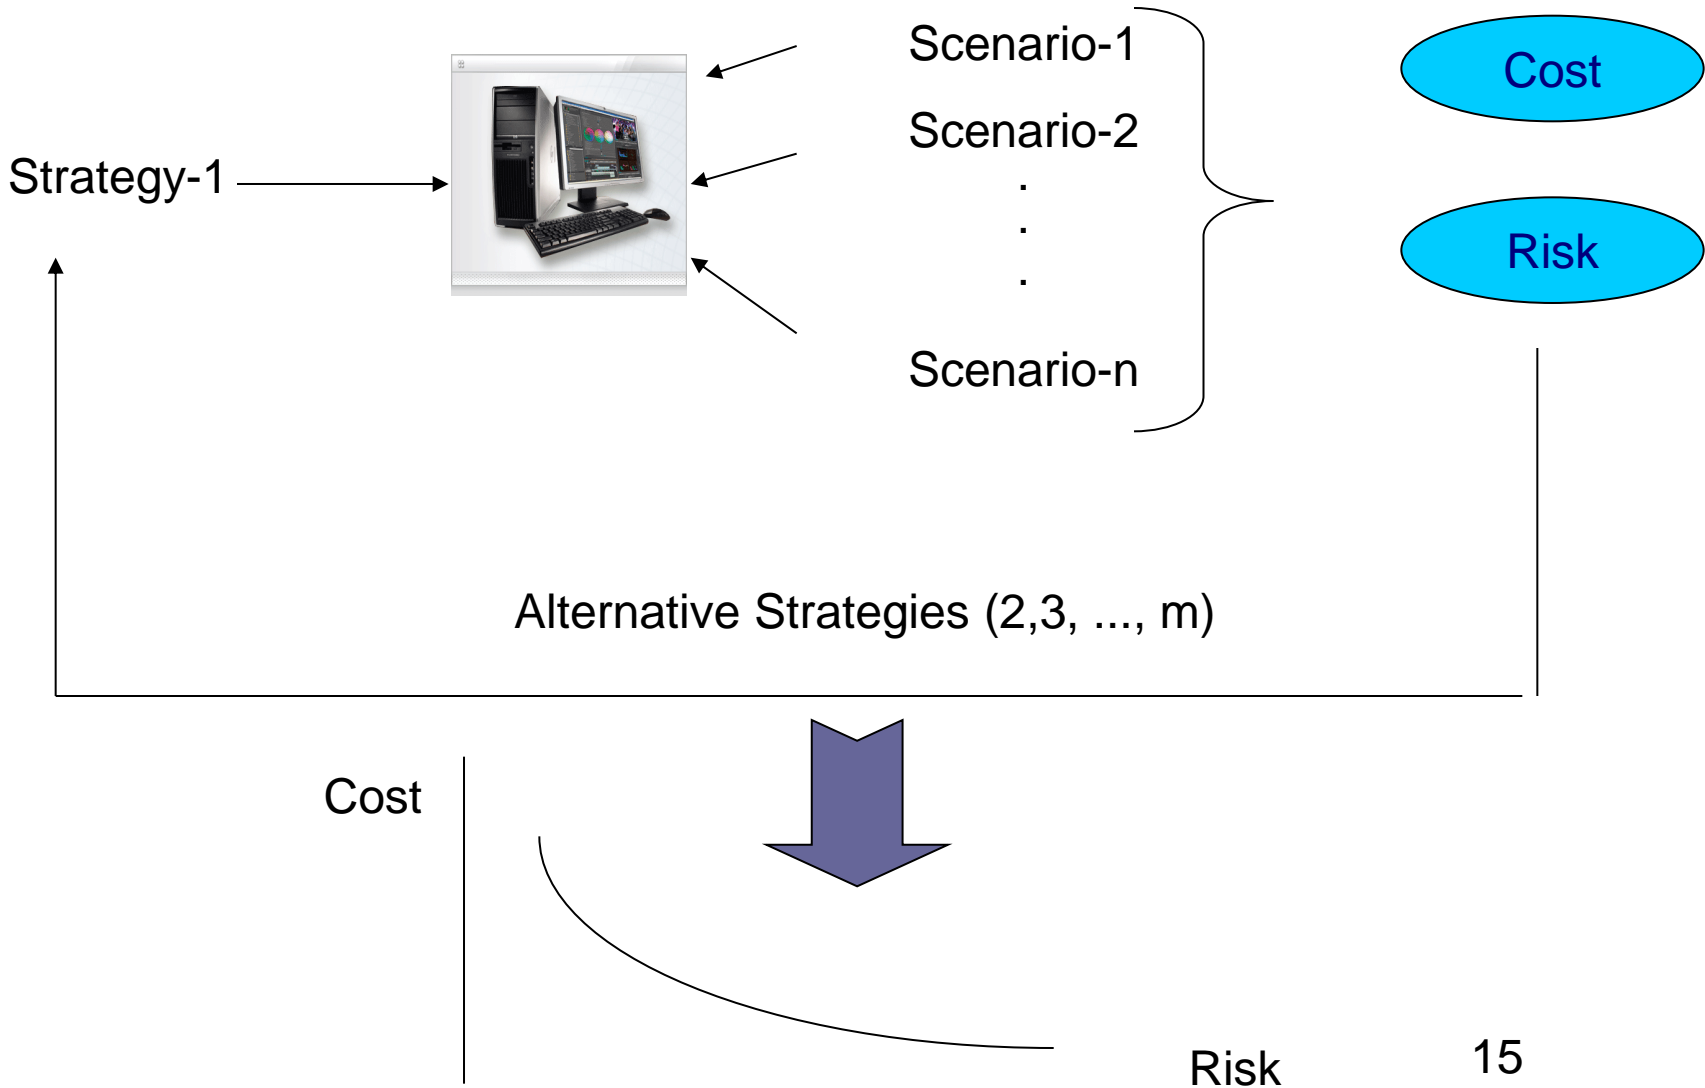 Scenario-1
Cost
Scenario-2
Strategy-1
.
.
.
Risk
Scenario-n
Alternative Strategies (2,3, ..., m)
Cost
Risk
15